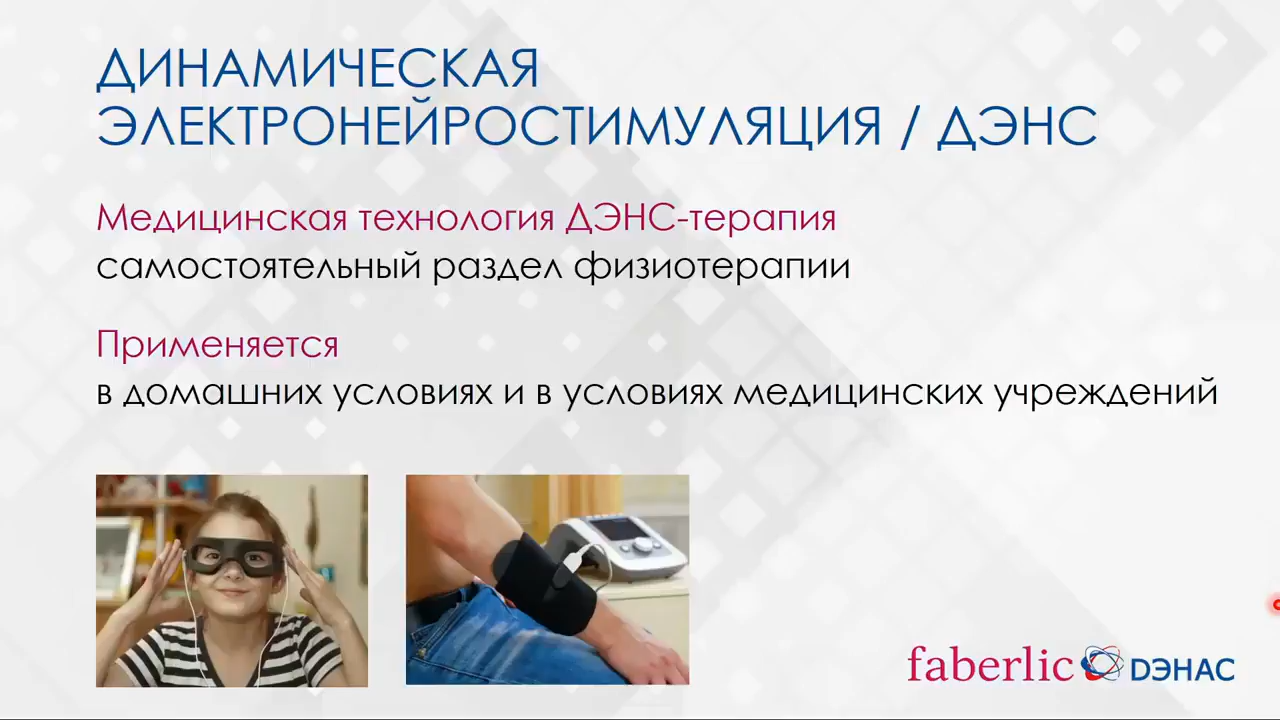 ДИНАМИЧЕСКАЯ
ЭЛЕКТРОНЕЙРОСТИМУЛЯЦИЯ / ДЭНС
Медицинская технология ДЭНС-терапия
самостоятельный раздел физиотерапии
Применяется
в домашних условиях и в условиях медицинских учреждений
faberlic ДЭНАС